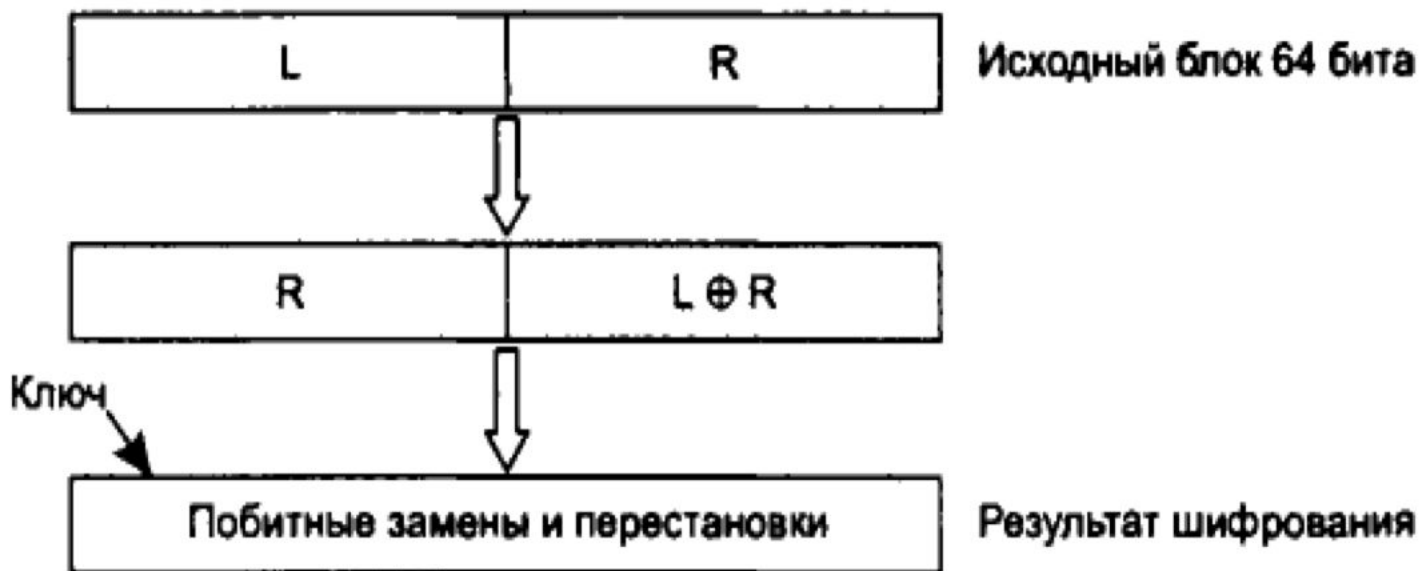 L R Исходный блок 64 бита
R L ⊕ R
Ключ
Побитные замены и перестановки Результат шифрования